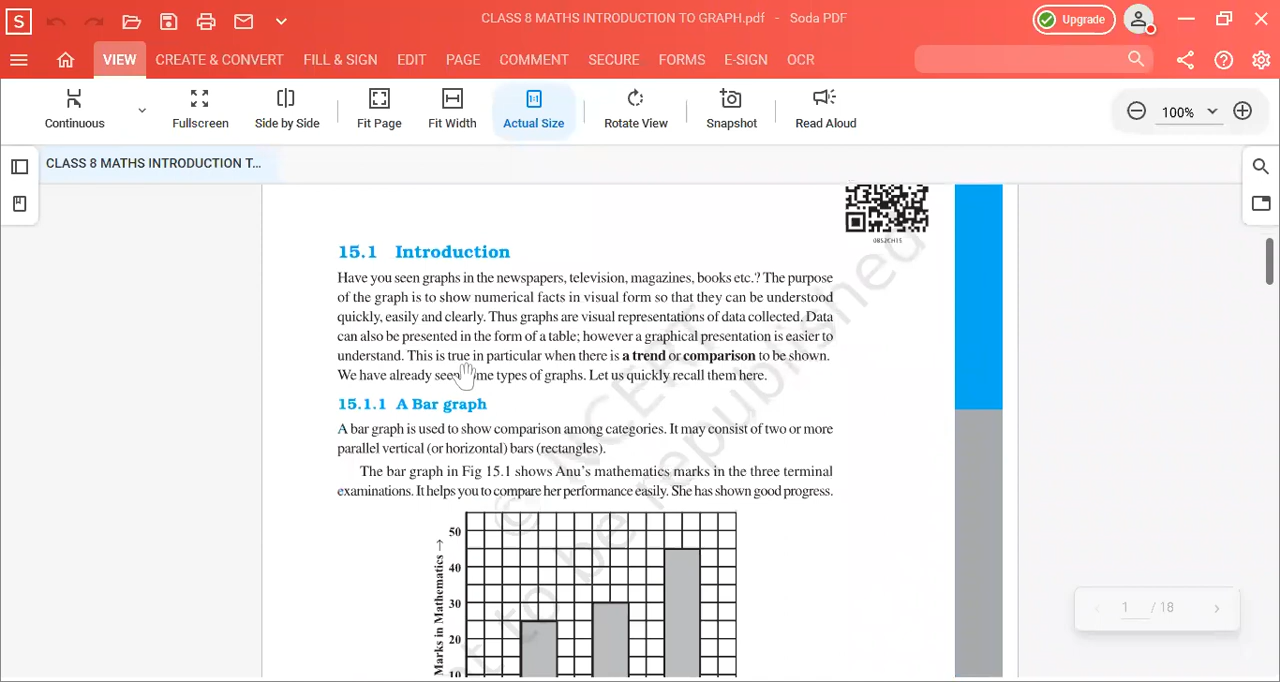 S
CLASS 8 MATHS INTRODUCTION TO GRAPH.pdf - Soda PDF
Upgrade
VIEW CREATE & CONVERT FILL & SIGN EDIT PAGE COMMENT SECURE FORMS E-SIGN OCR
Continuous Fullscreen Side by Side Fit Page Fit Width Actual Size Rotate View Snapshot Read Aloud 100%
CLASS 8 MATHS INTRODUCTION T...
0852CH15
15.1 Introduction
Have you seen graphs in the newspapers, television, magazines, books etc.? The purpose
of the graph is to show numerical facts in visual form so that they can be understood
quickly, easily and clearly. Thus graphs are visual representations of data collected. Data
can also be presented in the form of a table; however a graphical presentation is easier to
understand. This is true in particular when there is a trend or comparison to be shown.
We have already seen some types of graphs. Let us quickly recall them here.
15.1.1 A Bar graph
A bar graph is used to show comparison among categories. It may consist of two or more
parallel vertical (or horizontal) bars (rectangles).
The bar graph in Fig 15.1 shows Anu's mathematics marks in the three terminal
examinations. It helps you to compare her performance easily. She has shown good progress.
Marks in Mathematics →
50
40
30
20
10
© NCERT
not to be republished
1 / 18